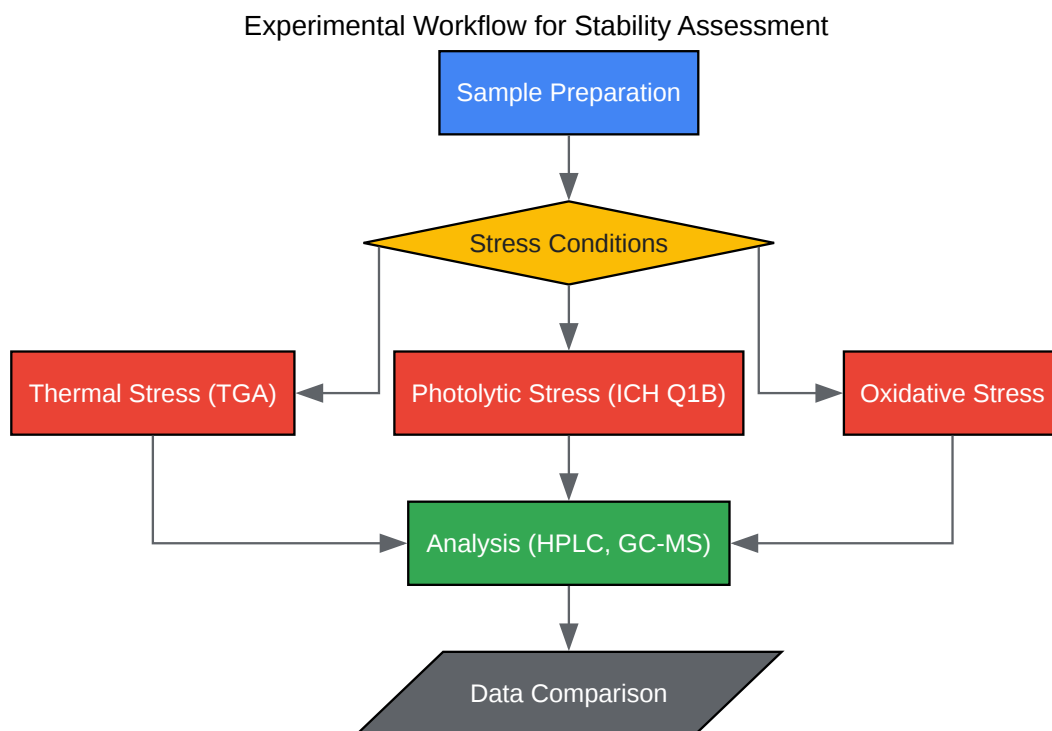 Experimental Workflow for Stability Assessment
Sample Preparation
Stress Conditions
Thermal Stress (TGA)
Photolytic Stress (ICH Q1B)
Oxidative Stress
Analysis (HPLC, GC-MS)
Data Comparison